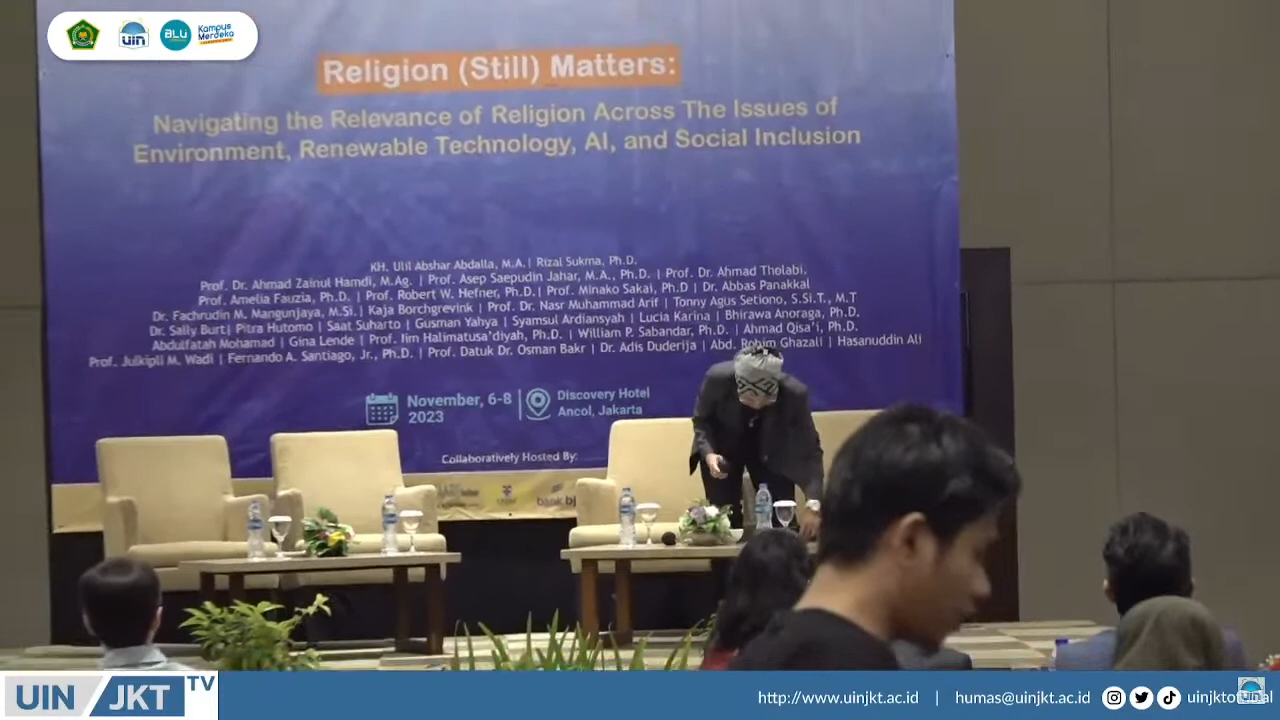 uin
BLU
Kampus
Merdeka
Religion (Still) Matters:
Navigating the Relevance of Religion Across The Issues of
Environment, Renewable Technology, AI, and Social Inclusion
KH. Ulil Abshar Abdalla, M.A.| Rizal Sukma, Ph.D.
Prof. Dr. Ahmad Zainul Hamdi, M.Ag. | Prof. Asep Saepudin Jahar, M.A., Ph.D. | Prof. Dr. Ahmad Tholabi,
Prof. Amelia Fauzia, Ph.D. | Prof. Robert W. Hefner, Ph.D.| Prof. Minako Sakai, Ph.D | Dr. Abbas Panakkal
Dr. Fachrudin M. Mangunjaya, M.Si.| Kaja Borchgrevink | Prof. Dr. Nasr Muhammad Arif | Tonny Agus Setiono, S.Si.T., M.T
Dr. Sally Burt| Pitra Hutomo | Saat Suharto | Gusman Yahya | Syamsul Ardiansyah | Lucia Karina | Bhirawa Anoraga, Ph.D.
Abdulfatah Mohamad | Gina Lende | Prof. Iim Halimatusa'diyah, Ph.D. | William P. Sabandar, Ph.D. | Ahmad Qisa'i, Ph.D.
Prof. Julkipli M. Wadi | Fernando A. Santiago, Jr., Ph.D. | Prof. Datuk Dr. Osman Bakr | Dr. Adis Duderija | Abd. Rohim Ghazali | Hasanuddin Ali
November, 6-8
2023
Discovery Hotel
Ancol, Jakarta
Collaboratively Hosted By:
bank bj
UIN JKT TV
http://www.uinjkt.ac.id | humas@uinjkt.ac.id